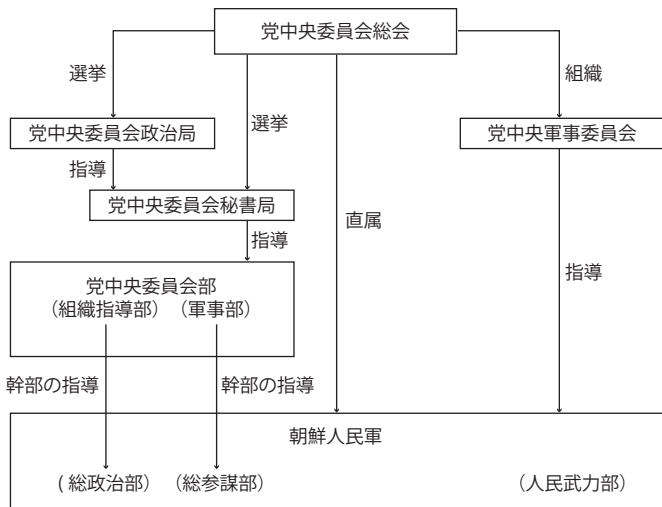 党中央委員会総会
選挙
組織
選挙
党中央委員会政治局
党中央軍事委員会
指導
党中央委員会秘書局
直属
指導
指導
党中央委員会部
（組織指導部）（軍事部）
幹部の指導
幹部の指導
朝鮮人民軍
（総政治部）（総参謀部）
（人民武力部）